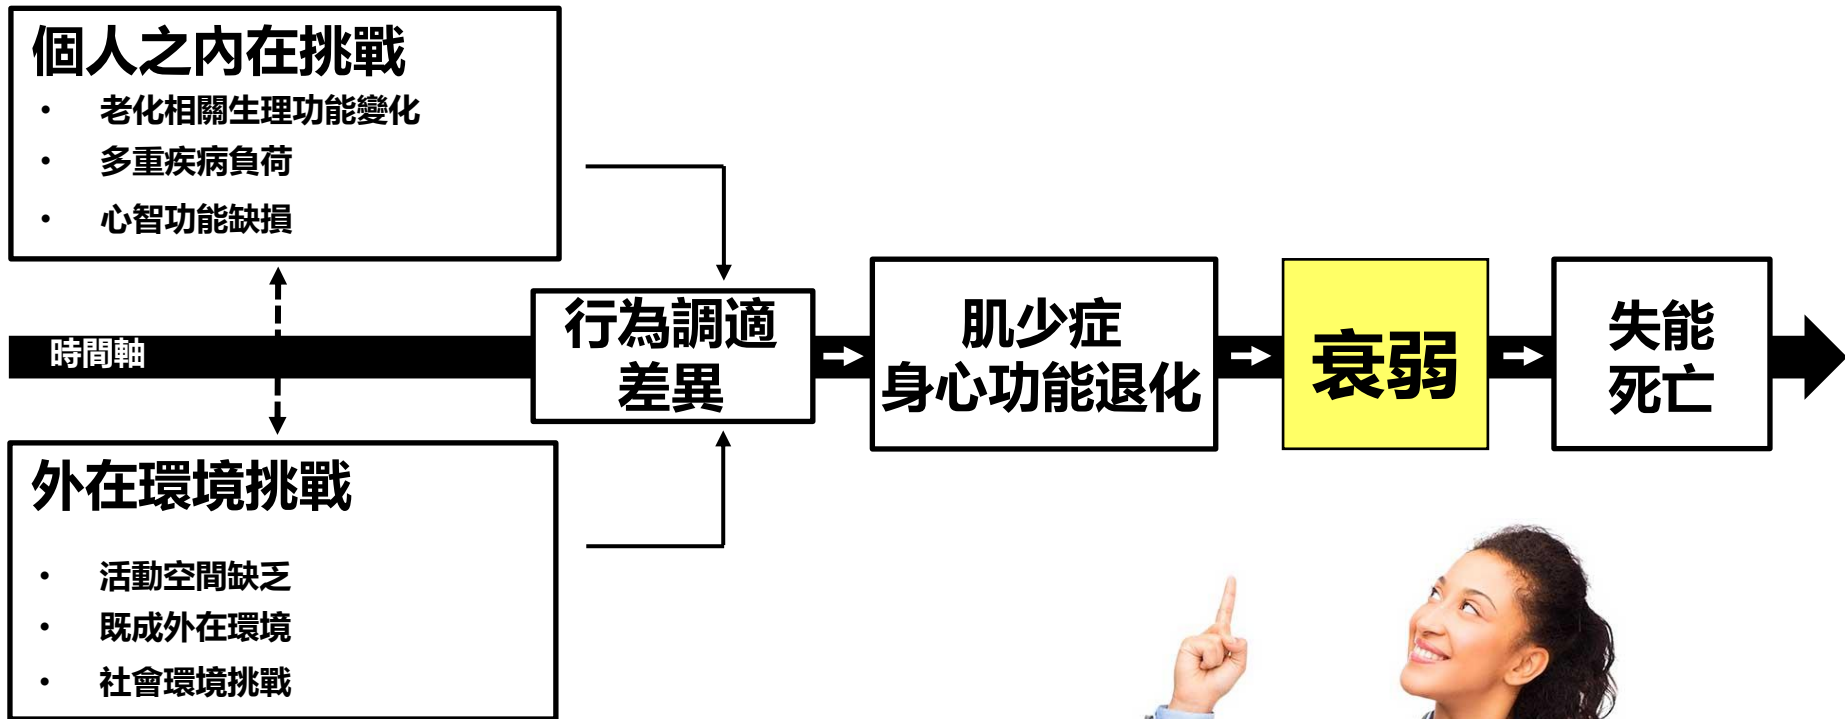 個人之內在挑戰
• 老化相關生理功能變化
• 多重疾病負荷
• 心智功能缺損
時間軸
行為調適
差異
肌少症
身心功能退化
衰弱
失能
死亡
外在環境挑戰
• 活動空間缺乏
• 既成外在環境
• 社會環境挑戰